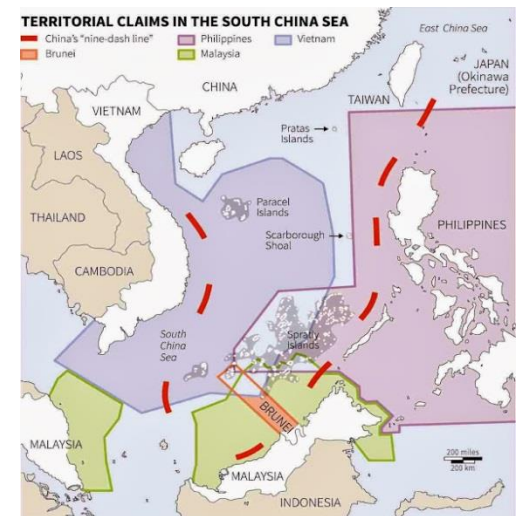 TERRITORIAL CLAIMS IN THE SOUTH CHINA SEA
China's "nine-dash line"
Philippines
Vietnam
Brunei
Malaysia
East China Sea
JAPAN
(Okinawa
Prefecture)
CHINA
TAIWAN
VIETNAM
Pratas
Islands
LAOS
Paracel
Islands
THAILAND
Scarborough
Shoal
PHILIPPINES
CAMBODIA
South
China
Sea
Spratly
Islands
BRUNEI
MALAYSIA
MALAYSIA
INDONESIA
200 miles
200 km